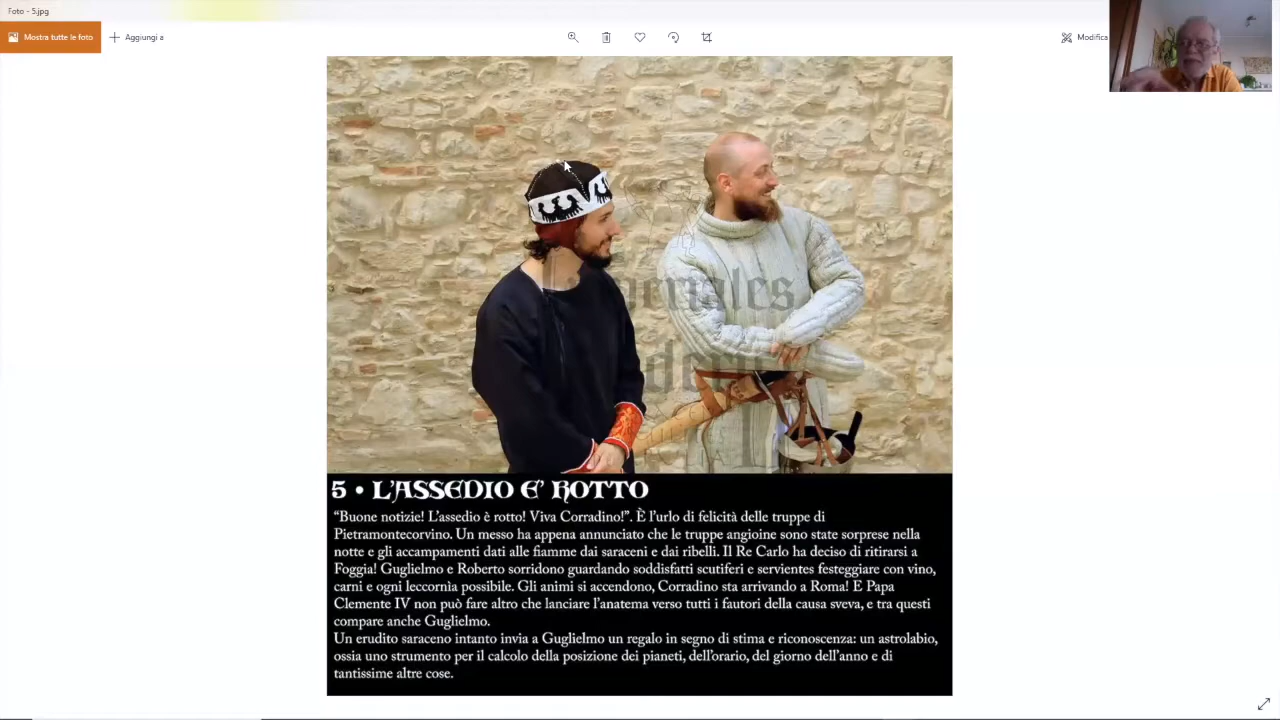 Foto - 5.jpg
Mostra tutte le foto
Aggiungi a
Modifica
Imperiales
5 • L'ASSEDIO E' ROTTO
“Buone notizie! L'assedio è rotto! Viva Corradino!”. È l'urlo di felicità delle truppe di
Pietramontecorvino. Un messo ha appena annunciato che le truppe angioine sono state sorprese nella
notte e gli accampamenti dati alle fiamme dai saraceni e dai ribelli. Il Re Carlo ha deciso di ritirarsi a
Foggia! Guglielmo e Roberto sorridono guardando soddisfatti scutiferi e servientes festeggiare con vino,
carni e ogni leccornìa possibile. Gli animi si accendono, Corradino sta arrivando a Roma! E Papa
Clemente IV non può fare altro che lanciare l'anatema verso tutti i fautori della causa sveva, e tra questi
compare anche Guglielmo.
Un erudito saraceno intanto invia a Guglielmo un regalo in segno di stima e riconoscenza: un astrolabio,
ossia uno strumento per il calcolo della posizione dei pianeti, dell'orario, del giorno dell'anno e di
tantissime altre cose.